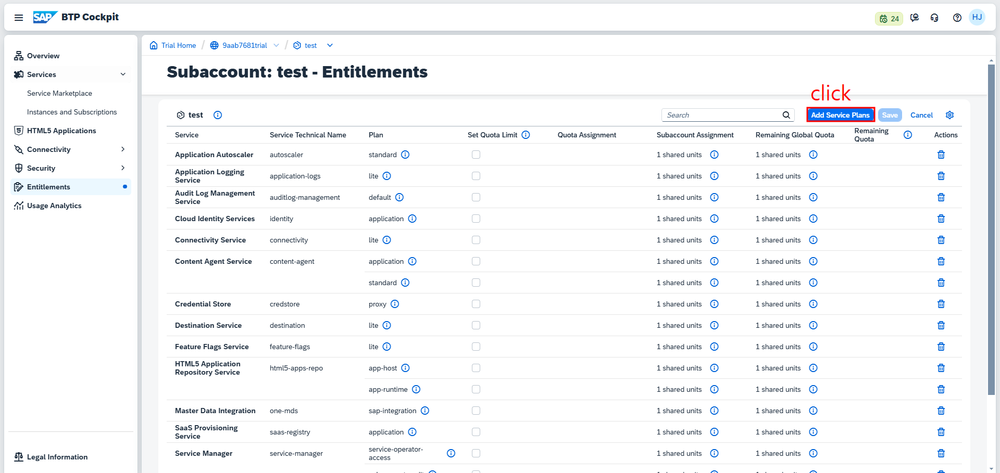 SAP BTP Cockpit
24
HJ
Overview
Services
Service Marketplace
Instances and Subscriptions
HTML5 Applications
Connectivity
Security
Entitlements
Usage Analytics
Legal Information
Trial Home / 9aab7681trial / test
Subaccount: test - Entitlements
click
test
Search
Add Service Plans
Save
Cancel
Service Service Technical Name Plan Set Quota Limit Quota Assignment Subaccount Assignment Remaining Global Quota Remaining Quota Actions
Application Autoscaler autoscaler standard 1 shared units 1 shared units
Application Logging Service application-logs lite 1 shared units 1 shared units
Audit Log Management Service auditlog-management default 1 shared units 1 shared units
Cloud Identity Services identity application 1 shared units 1 shared units
Connectivity Service connectivity lite 1 shared units 1 shared units
Content Agent Service content-agent application 1 shared units 1 shared units
standard 1 shared units 1 shared units
Credential Store credstore proxy 1 shared units 1 shared units
Destination Service destination lite 1 shared units 1 shared units
Feature Flags Service feature-flags lite 1 shared units 1 shared units
HTML5 Application Repository Service html5-apps-repo app-host 1 shared units 1 shared units
app-runtime 1 shared units 1 shared units
Master Data Integration one-mds sap-integration 1 shared units 1 shared units
SaaS Provisioning Service saas-registry application 1 shared units 1 shared units
Service Manager service-manager service-operator-access 1 shared units 1 shared units